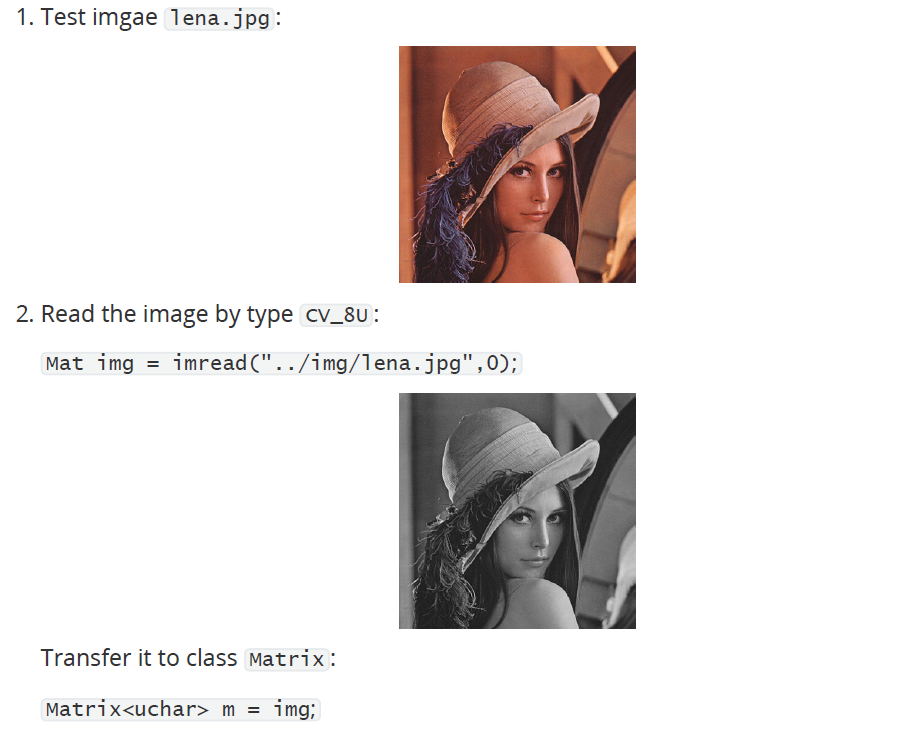 1. Test imgae lena.jpg:
2. Read the image by type CV_8U:
Mat img = imread("../img/lena.jpg",0);
Transfer it to class Matrix:
Matrix<uchar> m = img;